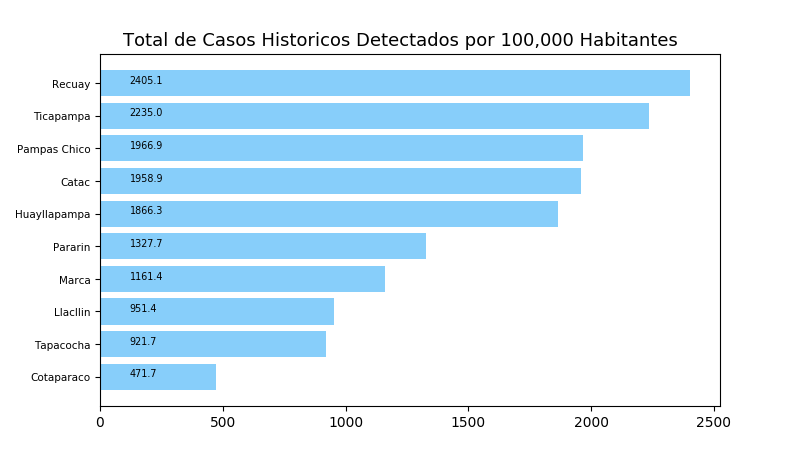 Total de Casos Historicos Detectados por 100,000 Habitantes
Recuay 2405.1
Ticapampa 2235.0
Pampas Chico 1966.9
Catac 1958.9
Huayllapampa 1866.3
Pararin 1327.7
Marca 1161.4
Llacllin 951.4
Tapacocha 921.7
Cotaparaco 471.7
0 500 1000 1500 2000 2500